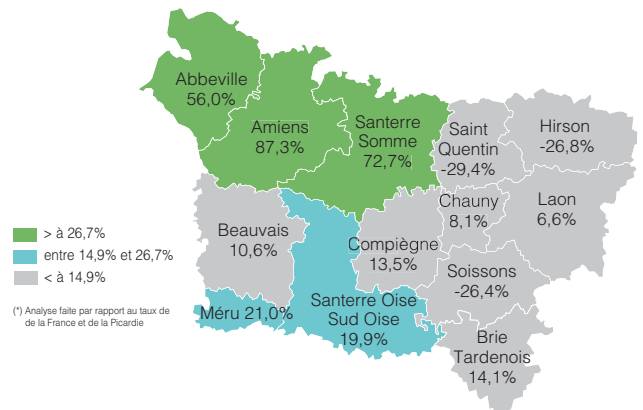 Abbeville
56,0%
Amiens
87,3%
Santerre
Somme
72,7%
Saint
Quentin
-29,4%
Hirson
-26,8%
Beauvais
10,6%
Compiègne
13,5%
Chauny
8,1%
Laon
6,6%
Soissons
-26,4%
Méru 21,0%
Santerre Oise
Sud Oise
19,9%
Brie
Tardenois
14,1%
> à 26,7%
entre 14,9% et 26,7%
< à 14,9%
(*) Analyse faite par rapport au taux de
de la France et de la Picardie